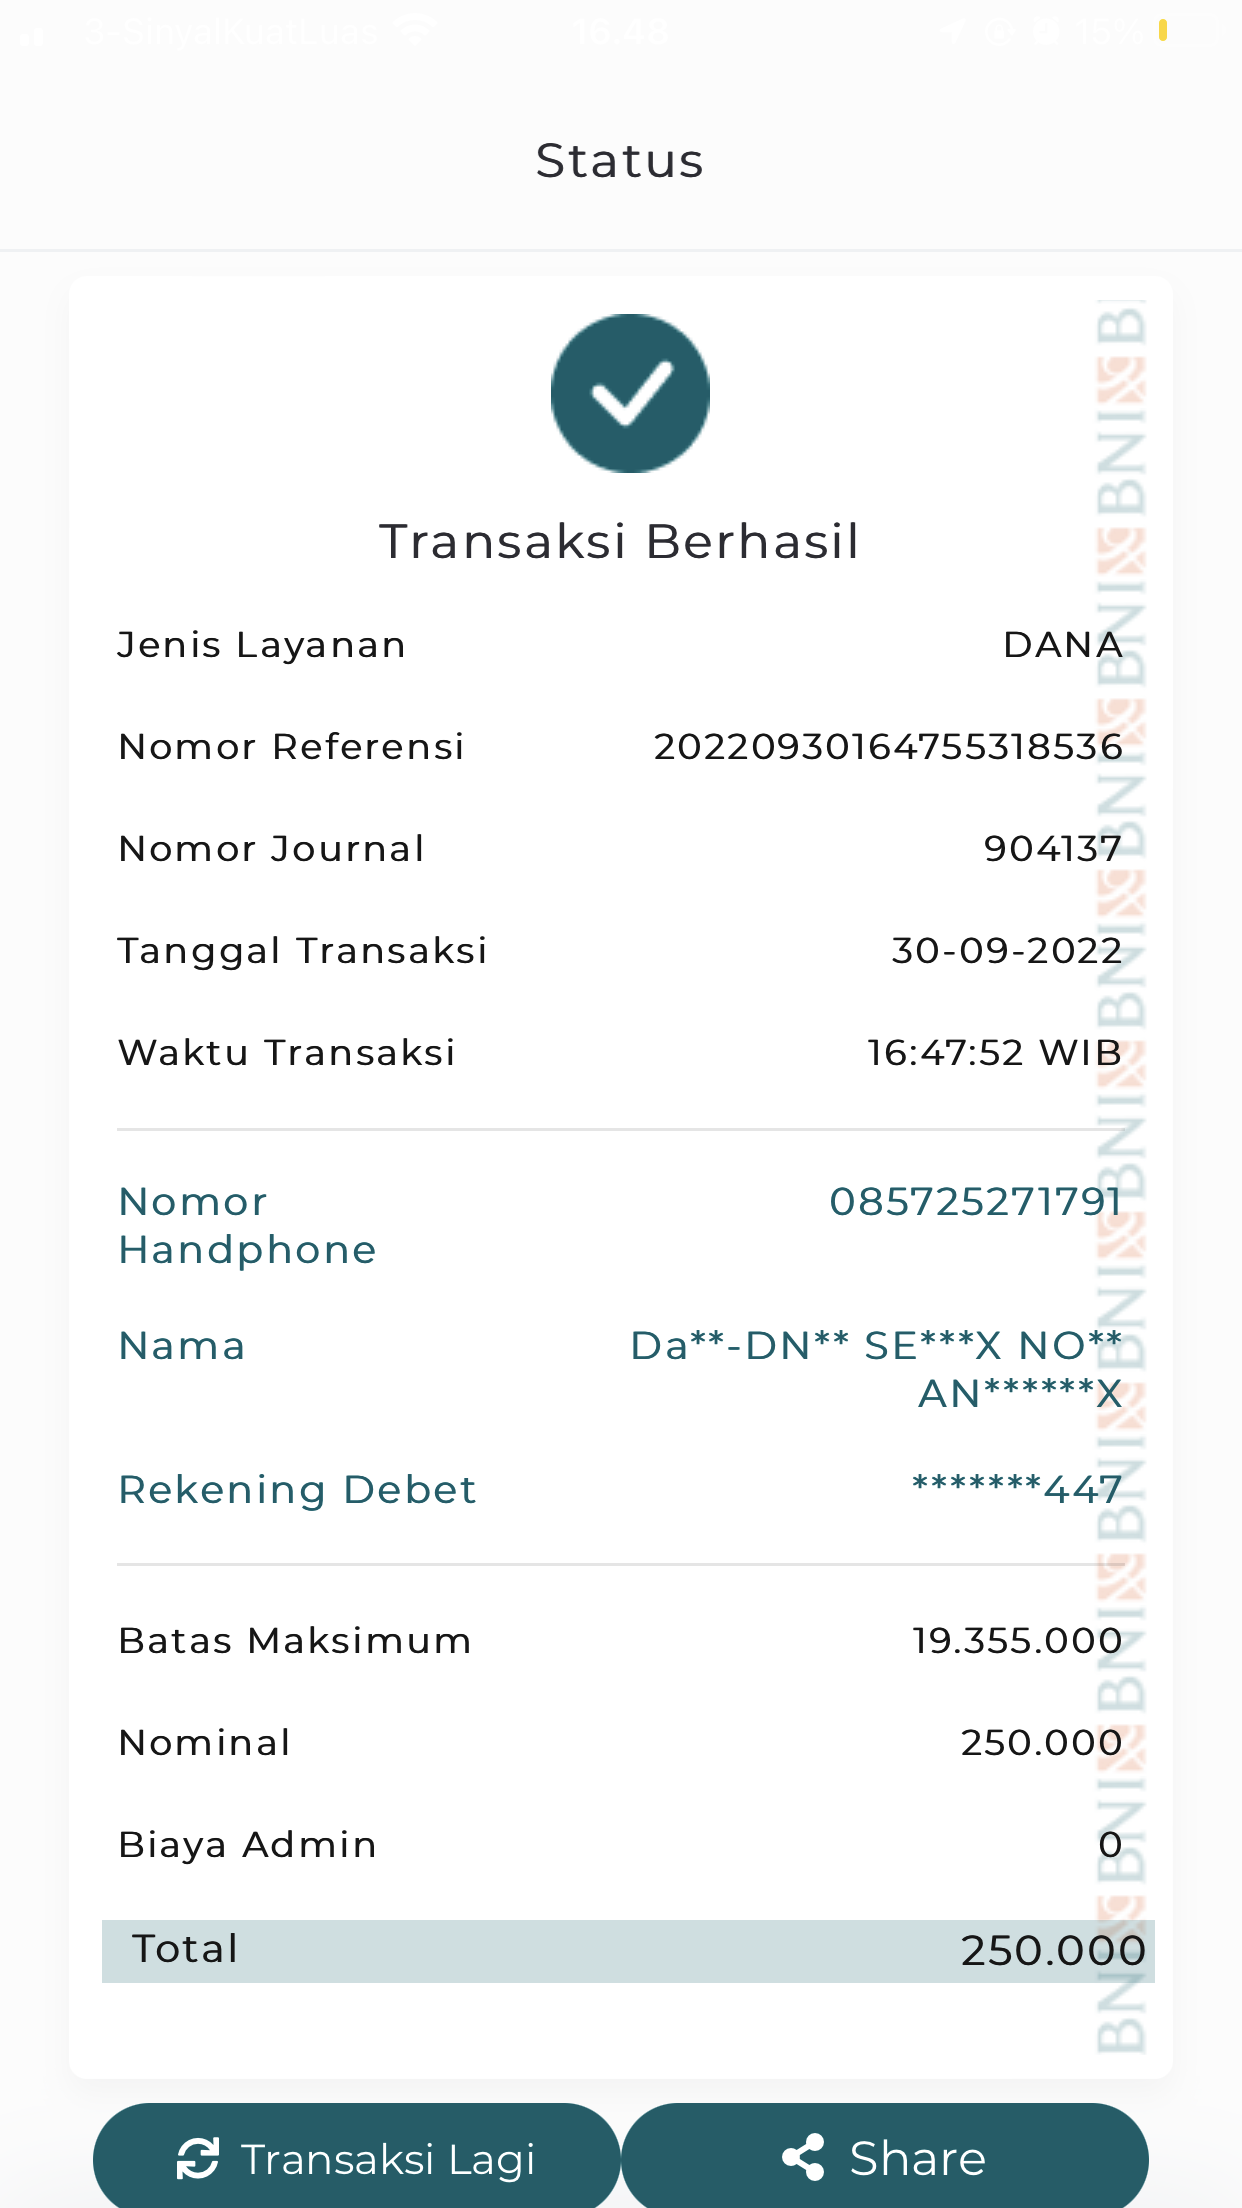 3-SinyalKuatLuas 16.48 15%
Status
Transaksi Berhasil
Jenis Layanan DANA
Nomor Referensi 20220930164755318536
Nomor Journal 904137
Tanggal Transaksi 30-09-2022
Waktu Transaksi 16:47:52 WIB
Nomor 085725271791
Handphone
Nama Da**-DN** SE***X NO**
AN******X
Rekening Debet *******447
Batas Maksimum 19.355.000
Nominal 250.000
Biaya Admin 0
Total 250.000
BNI BNI BNI BNI BNI BNI BNI BNI BNI BNI B
Transaksi Lagi Share